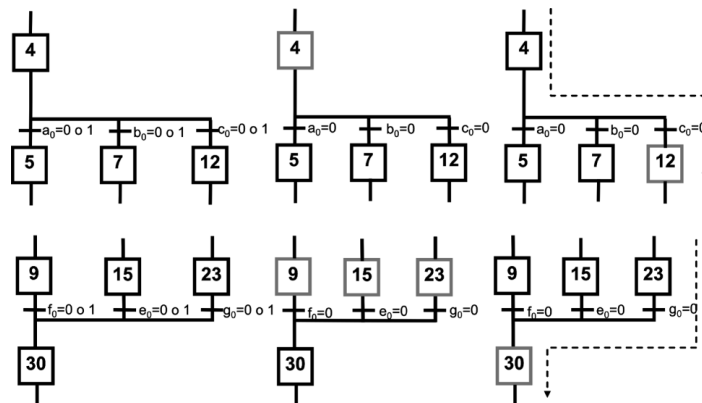 4 4 4
a₀=0 o 1 b₀=0 o 1 c₀=0 o 1 a₀=0 b₀=0 c₀=0 a₀=0 b₀=0 c₀=0
5 7 12 5 7 12 5 7 12
9 15 23 9 15 23 9 15 23
f₀=0 o 1 e₀=0 o 1 g₀=0 o 1 f₀=0 e₀=0 g₀=0 f₀=0 e₀=0 g₀=0
30 30 30